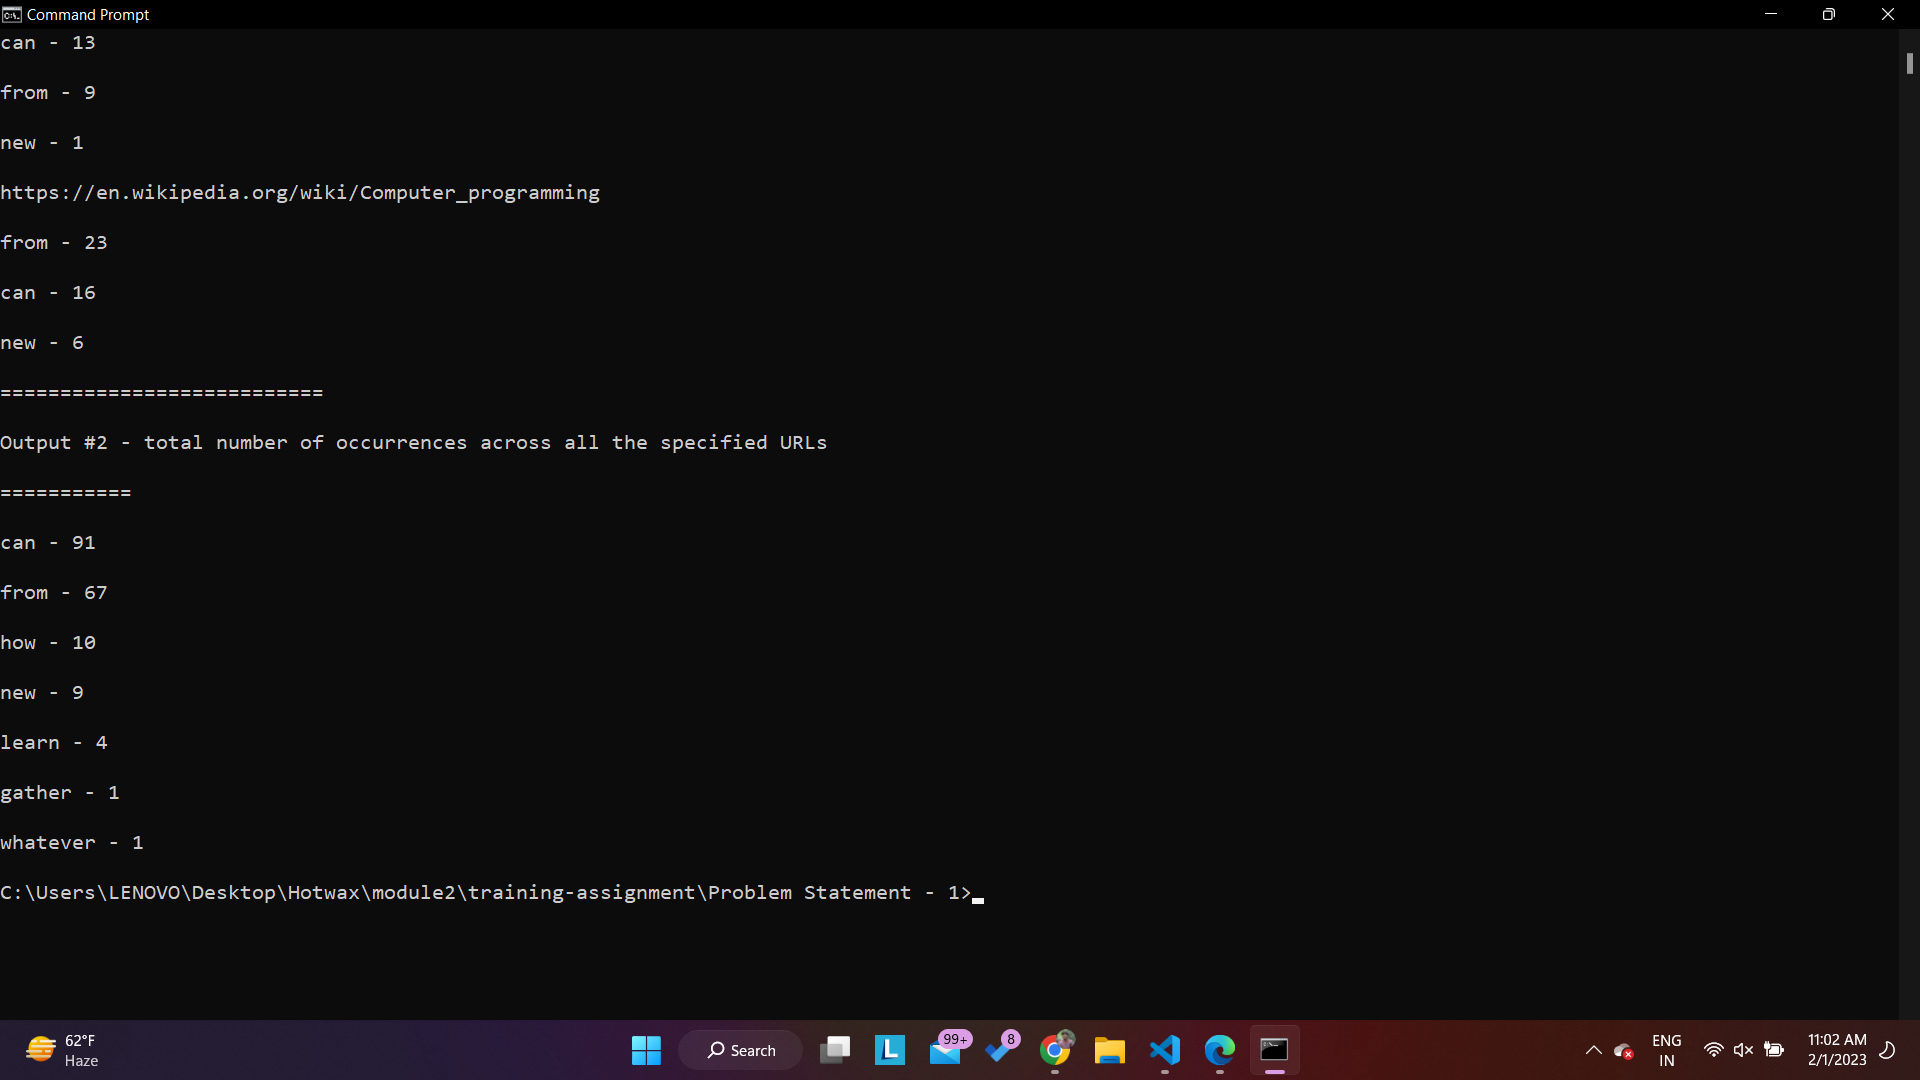 Command Prompt
can - 13
from - 9
new - 1
https://en.wikipedia.org/wiki/Computer_programming
from - 23
can - 16
new - 6
===========================
Output #2 - total number of occurrences across all the specified URLs
===========
can - 91
from - 67
how - 10
new - 9
learn - 4
gather - 1
whatever - 1
C:\Users\LENOVO\Desktop\Hotwax\module2\training-assignment\Problem Statement - 1>
62°F
Haze
Search
L
99+
8
ENG
IN
11:02 AM
2/1/2023